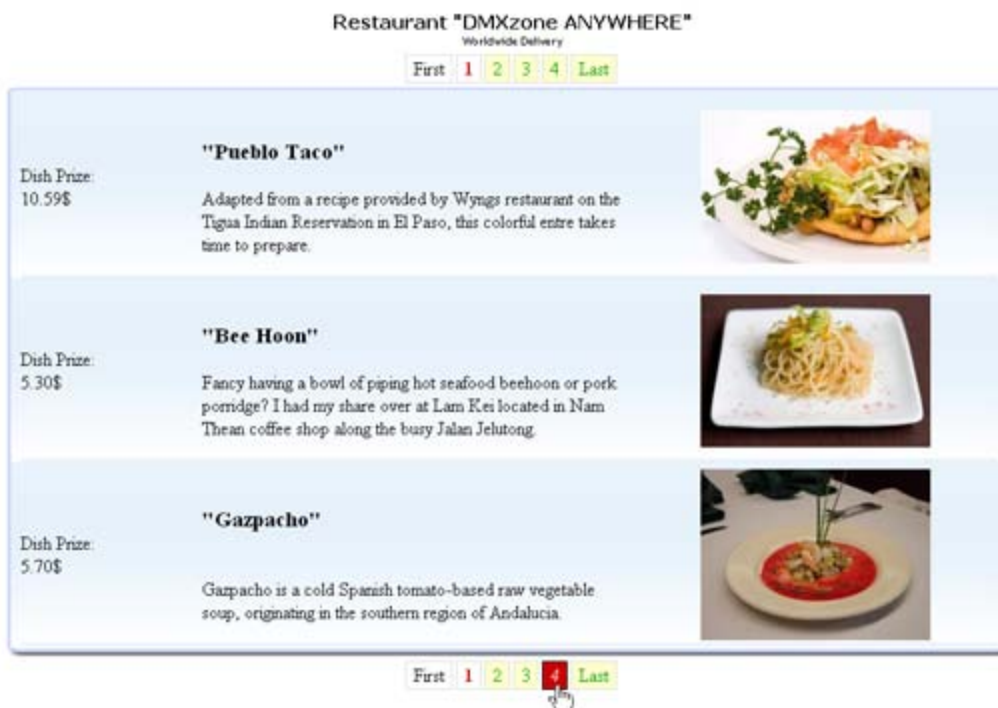 Restaurant "DMXzone ANYWHERE"
Worldwide Delivery
First 1 2 3 4 Last
Dish Prize:
10.59$
"Pueblo Taco"
Adapted from a recipe provided by Wyngs restaurant on the
Tigua Indian Reservation in El Paso, this colorful entre takes
time to prepare.
Dish Prize:
5.30$
"Bee Hoon"
Fancy having a bowl of piping hot seafood beehoon or pork
porridge? I had my share over at Lam Kei located in Nam
Thean coffee shop along the busy Jalan Jelutong.
Dish Prize:
5.70$
"Gazpacho"
Gazpacho is a cold Spanish tomato-based raw vegetable
soup, originating in the southern region of Andalucia.
First 1 2 3 4 Last